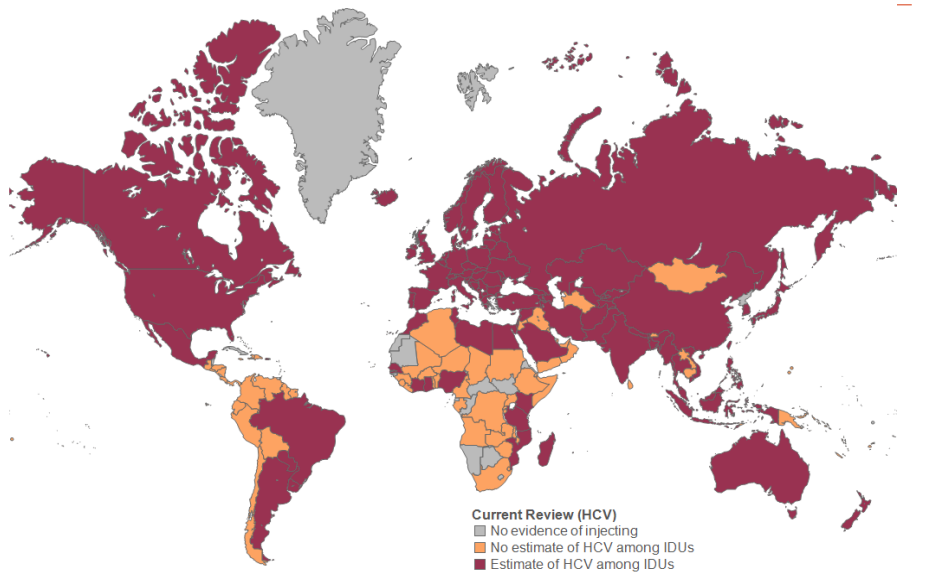 Current Review (HCV)
No evidence of injecting
No estimate of HCV among IDUs
Estimate of HCV among IDUs